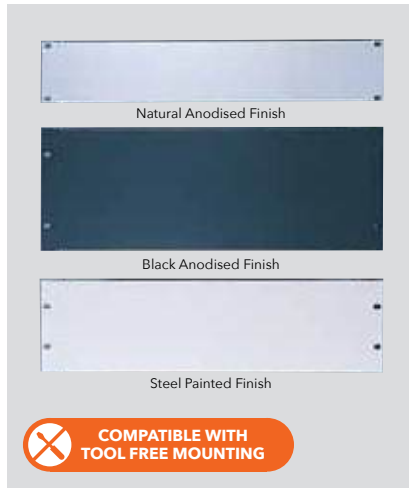 Natural Anodised Finish
Black Anodised Finish
Steel Painted Finish
COMPATIBLE WITH
TOOL FREE MOUNTING